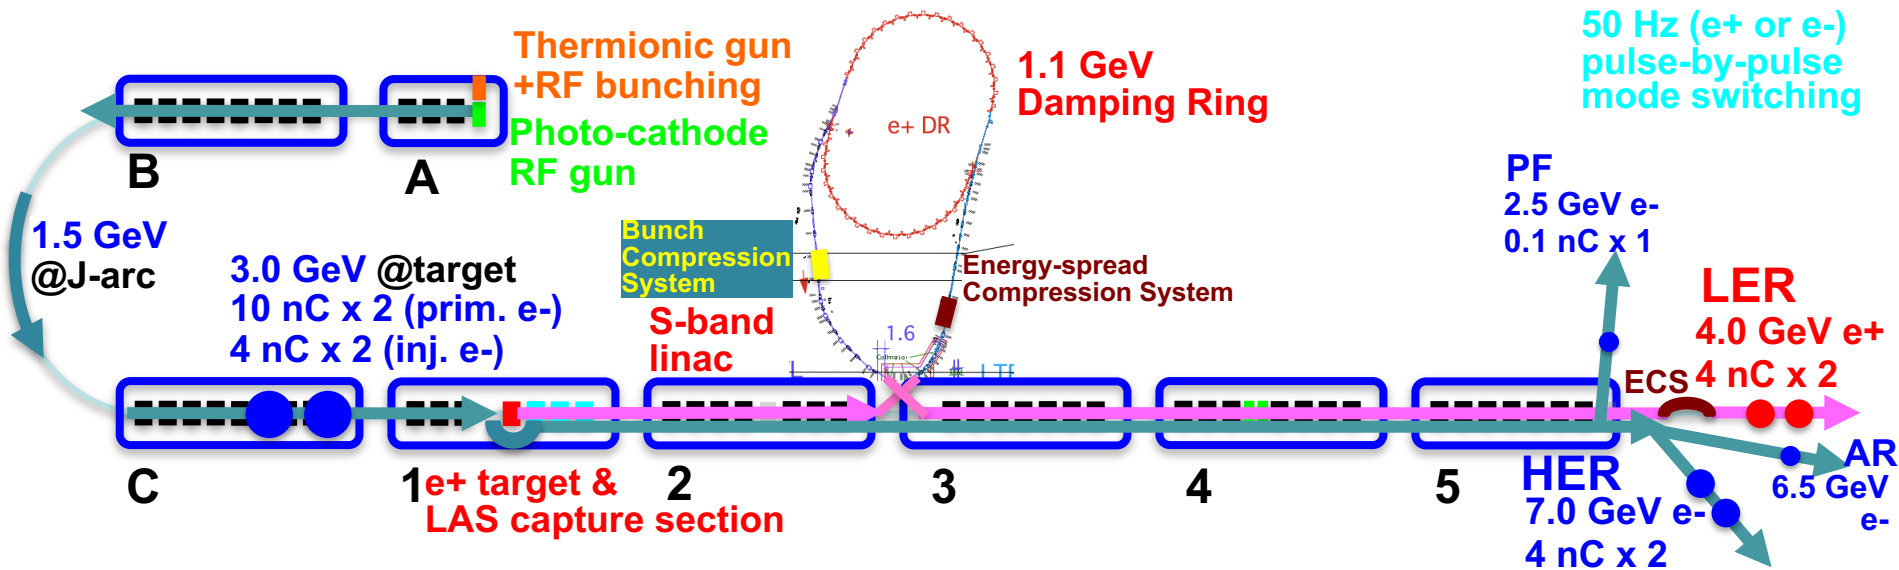 Thermionic gun
+RF bunching
Photo-cathode
RF gun
B
A
1.1 GeV
Damping Ring
e+ DR
50 Hz (e+ or e-)
pulse-by-pulse
mode switching
1.5 GeV
@J-arc
3.0 GeV @target
10 nC x 2 (prim. e-)
4 nC x 2 (inj. e-)
Bunch
Compression
System
Energy-spread
Compression System
S-band
linac
1.6
PF
2.5 GeV e-
0.1 nC x 1
LER
4.0 GeV e+
4 nC x 2
ECS
C
1
e+ target &
LAS capture section
2
3
4
5
HER
7.0 GeV e-
4 nC x 2
AR
6.5 GeV
e-